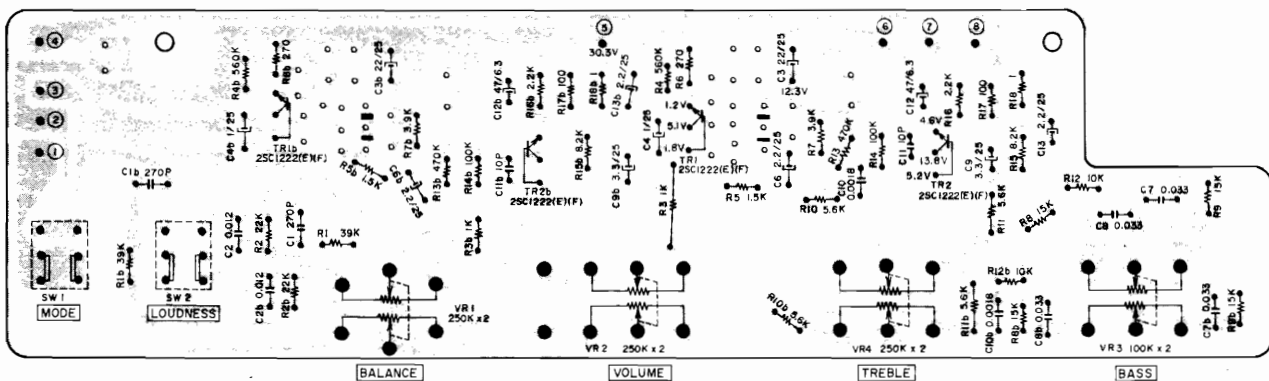 ④
③
②
①
R4b 560K
R6b 270
C3b 22/25
C4b 1/25
TR1b
2SC1222(E)(F)
R5b 1.5K
C6b 2.2/25
R7b 3.9K
R13b 470K
R14b 100K
C12b 47/6.3
R16b 2.2K
R17b 100
C11b 10P
TR2b
2SC1222(E)(F)
⑤
30.3V
R18b 1
C13b 2.2/25
R15b 8.2K
C9b 3.3/25
R4 560K
R6 270
C4 1/25
1.2V
5.1V
1.8V
TR1
2SC1222(E)(F)
R3 1K
R5 1.5K
C3 22/25
12.3V
C6 2.2/25
R7 3.9K
R13 470K
C10
0.0018
R10 5.6K
R14 100K
⑥
⑦
⑧
C12 47/6.3
R16 2.2K
R17 100
C11 10P
4.6V
13.8V
5.2V
TR2
2SC1222(E)(F)
C9
3.3/25
R18 1
R15 8.2K
C13 2.2/25
R11 5.6K
R8 15K
R12 10K
C8 0.033
C7 0.033
R9 15K
C1b 270P
R1b 39K
C2 0.012
R2 22K
C1 270P
R1 39K
R3b 1K
C2b 0.012
R2b 22K
SW1
MODE
SW2
LOUDNESS
VR1
250K x2
BALANCE
VR2 250K x 2
VOLUME
R10b 5.6K
VR4 250K x 2
TREBLE
R12b 10K
R11b 5.6K
C10b 0.0018
R8b 15K
C8b 0.033
VR3 100K x 2
BASS
C7b 0.033
R9b 15K